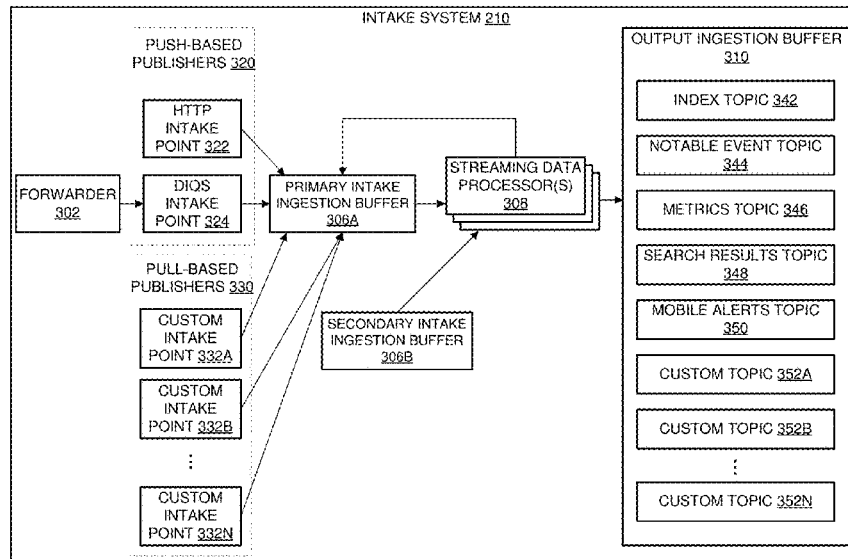 INTAKE SYSTEM 210
PUSH-BASED
PUBLISHERS 320
HTTP
INTAKE
POINT 322
FORWARDER
302
DIQS
INTAKE
POINT 324
PULL-BASED
PUBLISHERS 330
CUSTOM
INTAKE
POINT 332A
CUSTOM
INTAKE
POINT 332B
CUSTOM
INTAKE
POINT 332N
PRIMARY INTAKE
INGESTION BUFFER
306A
STREAMING DATA
PROCESSOR(S)
308
SECONDARY INTAKE
INGESTION BUFFER
306B
OUTPUT INGESTION BUFFER
310
INDEX TOPIC 342
NOTABLE EVENT TOPIC
344
METRICS TOPIC 346
SEARCH RESULTS TOPIC
348
MOBILE ALERTS TOPIC
350
CUSTOM TOPIC 352A
CUSTOM TOPIC 352B
CUSTOM TOPIC 352N